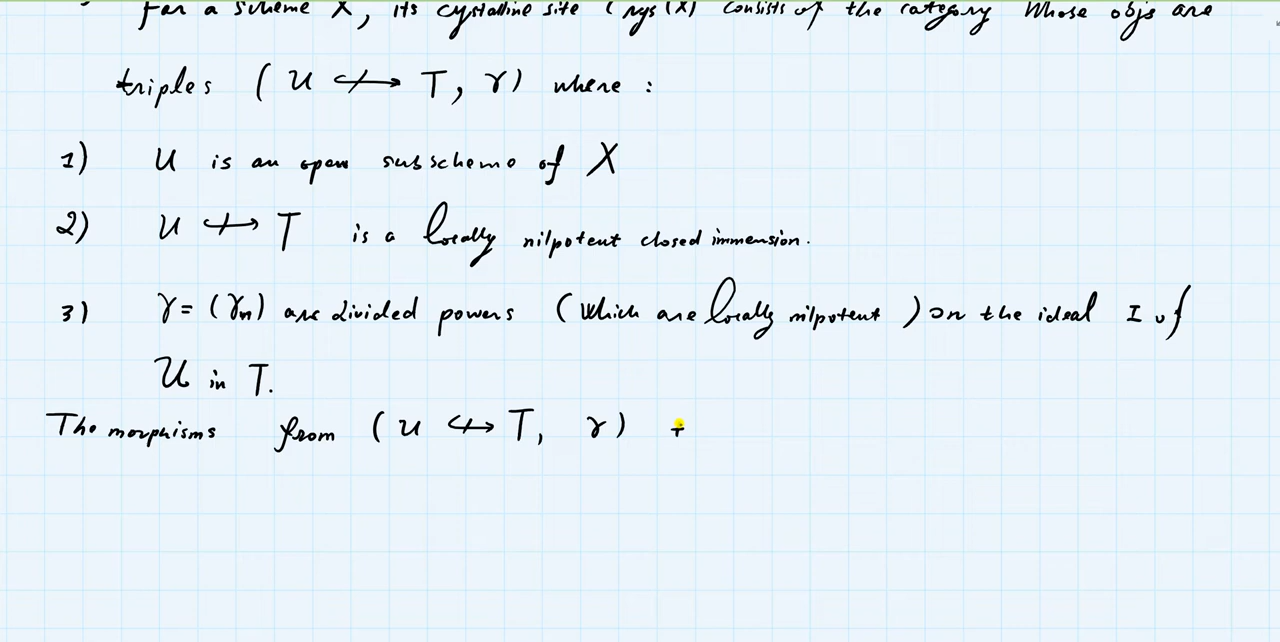 For a scheme X, its crystalline site Crys(X) consists of the category whose objs are
triples (U ↪ T, γ) where :
1) U is an open subscheme of X
2) U ↪ T is a locally nilpotent closed immension.
3) γ = (γn) are divided powers (which are locally nilpotent) on the ideal I of
U in T.
The morphisms from (U ↪ T, γ)